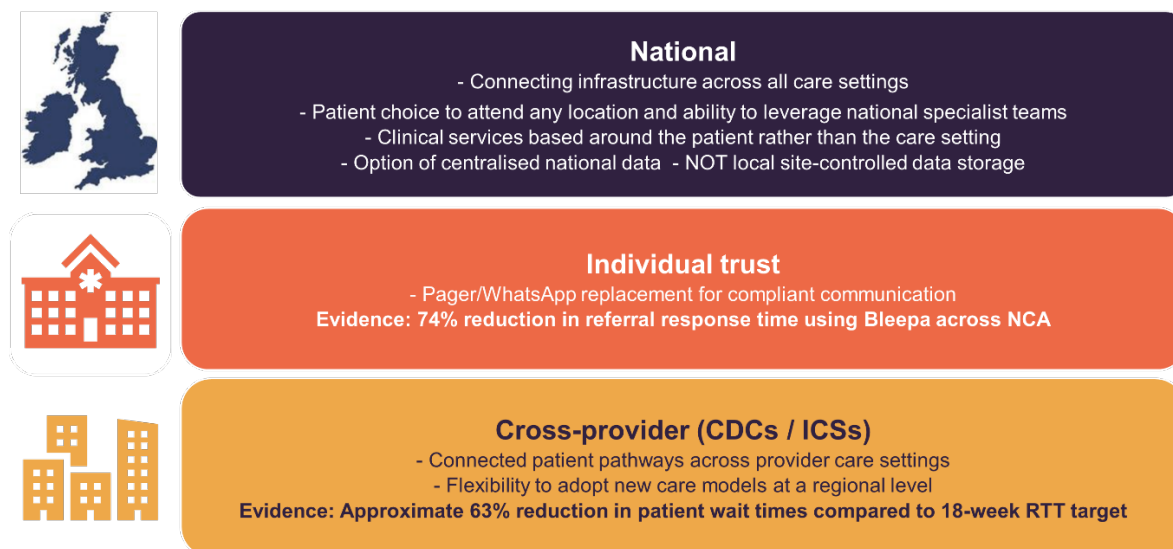 National
- Connecting infrastructure across all care settings
- Patient choice to attend any location and ability to leverage national specialist teams
- Clinical services based around the patient rather than the care setting
- Option of centralised national data  - NOT local site-controlled data storage
Individual trust
- Pager/WhatsApp replacement for compliant communication
Evidence: 74% reduction in referral response time using Bleepa across NCA
Cross-provider (CDCs / ICSs)
- Connected patient pathways across provider care settings
- Flexibility to adopt new care models at a regional level
Evidence: Approximate 63% reduction in patient wait times compared to 18-week RTT target